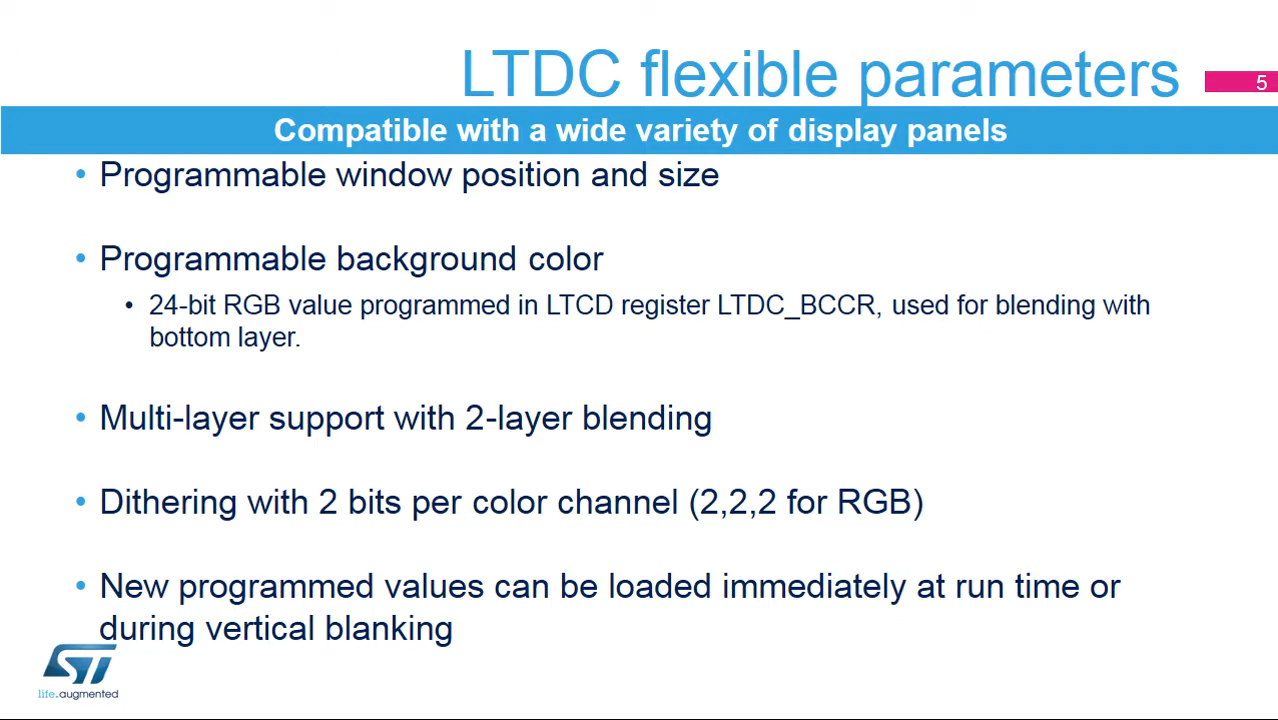 LTDC flexible parameters
5
Compatible with a wide variety of display panels
• Programmable window position and size
• Programmable background color
• 24-bit RGB value programmed in LTCD register LTDC_BCCR, used for blending with
bottom layer.
• Multi-layer support with 2-layer blending
• Dithering with 2 bits per color channel (2,2,2 for RGB)
• New programmed values can be loaded immediately at run time or
during vertical blanking
ST
life.augmented